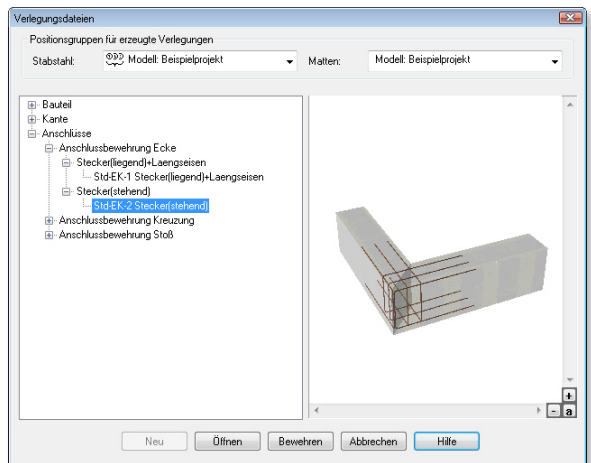 Verlegungsdateien
Positionsgruppen für erzeugte Verlegungen
Stabstahl: Modell: Beispielprojekt Matten: Modell: Beispielprojekt
Bauteil
Kante
Anschlüsse
Anschlussbewehrung Ecke
Stecker(liegend)+Laengseisen
Std-EK-1 Stecker(liegend)+Laengseisen
Stecker(stehend)
Std-EK-2 Stecker(stehend)
Anschlussbewehrung Kreuzung
Anschlussbewehrung Stoß
+
- a
Neu Öffnen Bewehren Abbrechen Hilfe